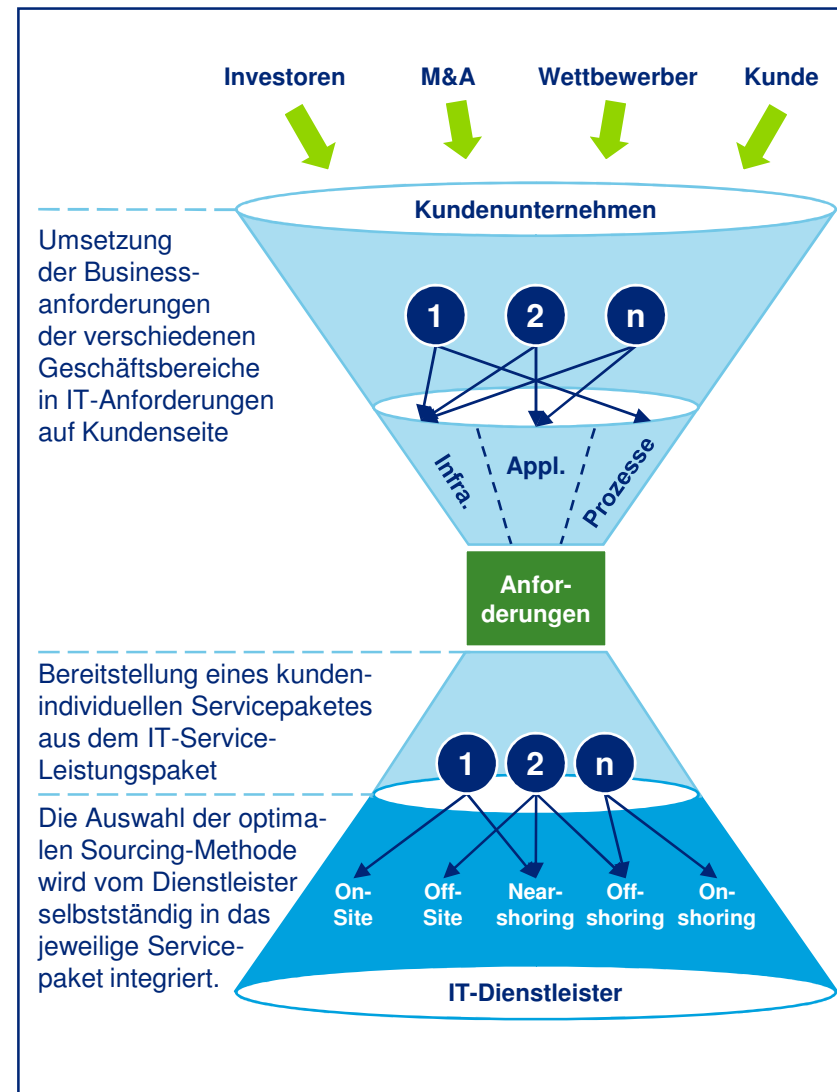 Investoren M&A Wettbewerber Kunde
Kundenunternehmen
Umsetzung
der Business-
anforderungen
der verschiedenen
Geschäftsbereiche
in IT-Anforderungen
auf Kundenseite
1 2 n
Infra. Appl. Prozesse
Anfor-
derungen
Bereitstellung eines kunden-
individuellen Servicepaketes
aus dem IT-Service-
Leistungspaket
1 2 n
Die Auswahl der optima-
len Sourcing-Methode
wird vom Dienstleister
selbstständig in das
jeweilige Service-
paket integriert.
On-
Site
Off-
Site
Near-
shoring
Off-
shoring
On-
shoring
IT-Dienstleister